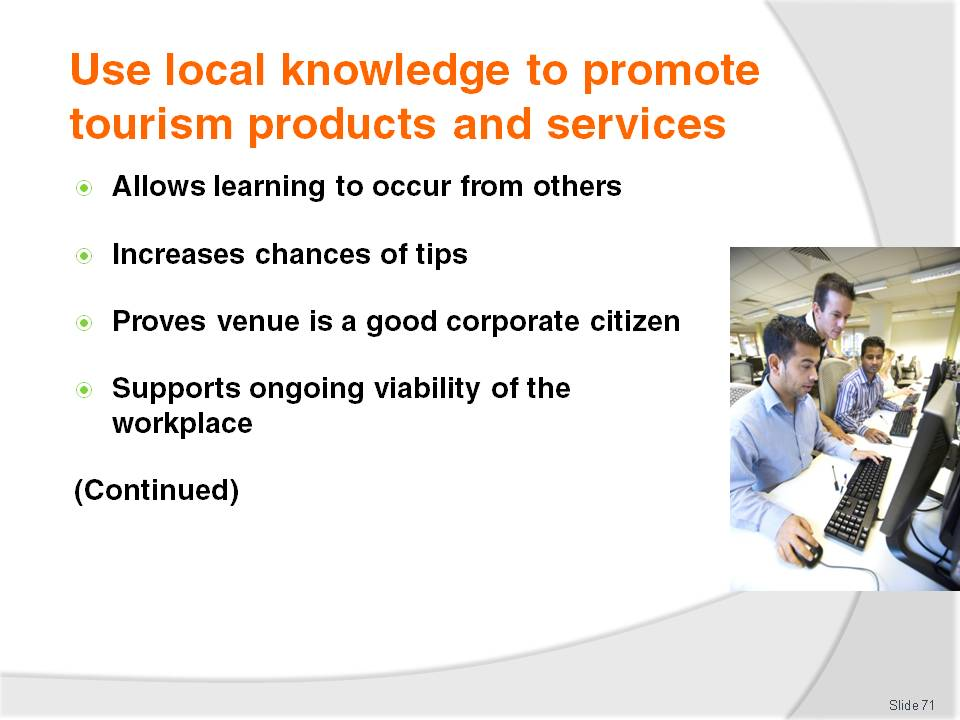 Use local knowledge to promote
tourism products and services
Allows learning to occur from others
Increases chances of tips
Proves venue is a good corporate citizen
Supports ongoing viability of the
workplace
(Continued)
Slide 71